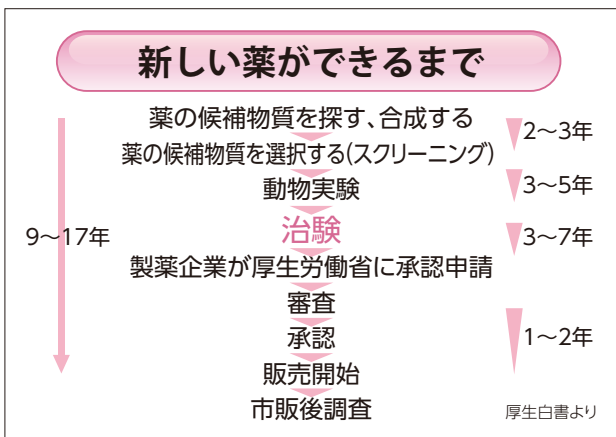 新しい薬ができるまで
薬の候補物質を探す、合成する
2〜3年
薬の候補物質を選択する(スクリーニング)
動物実験
3〜5年
治験
9〜17年
3〜7年
製薬企業が厚生労働省に承認申請
審査
承認
1〜2年
販売開始
市販後調査
厚生白書より